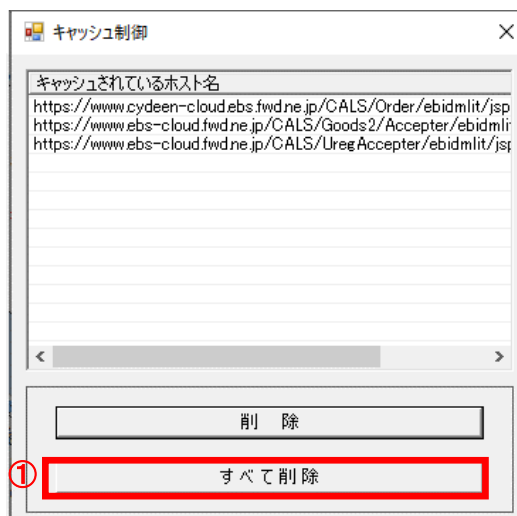 キャッシュ制御
キャッシュされているホスト名
https://www.cydeen-cloud.ebs.fwd.ne.jp/CALS/Order/ebidmlit/jsp
https://www.ebs-cloud.fwd.ne.jp/CALS/Goods2/Accepter/ebidmli
https://www.ebs-cloud.fwd.ne.jp/CALS/UregAccepter/ebidmlit/jsp
削　除
① すべて削除